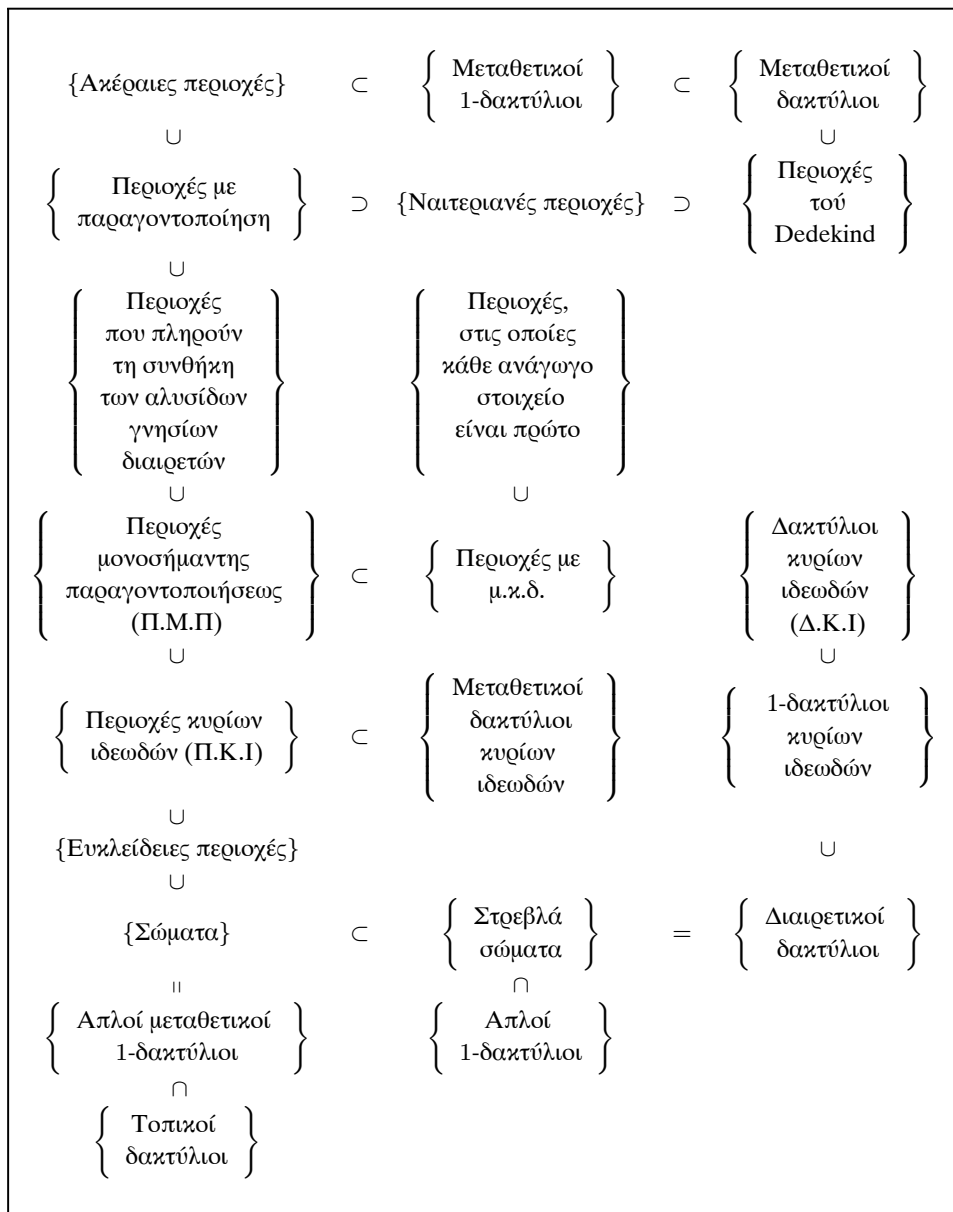 {Ακέραιες περιοχές} ⊂ { Μεταθετικοί 1-δακτύλιοι } ⊂ { Μεταθετικοί δακτύλιοι }
∪ ∪
{ Περιοχές με παραγοντοποίηση } ⊃ {Ναιτεριανές περιοχές} ⊃ { Περιοχές τού Dedekind }
∪
{ Περιοχές που πληρούν τη συνθήκη των αλυσίδων γνησίων διαιρετών } { Περιοχές, στις οποίες κάθε ανάγωγο στοιχείο είναι πρώτο }
∪ ∪
{ Περιοχές μονοσήμαντης παραγοντοποιήσεως (Π.Μ.Π) } ⊂ { Περιοχές με μ.κ.δ. } { Δακτύλιοι κυρίων ιδεωδών (Δ.Κ.Ι) }
∪ ∪
{ Περιοχές κυρίων ιδεωδών (Π.Κ.Ι) } ⊂ { Μεταθετικοί δακτύλιοι κυρίων ιδεωδών } { 1-δακτύλιοι κυρίων ιδεωδών }
∪
{Ευκλείδειες περιοχές} ∪
∪
{Σώματα} ⊂ { Στρεβλά σώματα } = { Διαιρετικοί δακτύλιοι }
= ∩
{ Απλοί μεταθετικοί 1-δακτύλιοι } { Απλοί 1-δακτύλιοι }
∩
{ Τοπικοί δακτύλιοι }